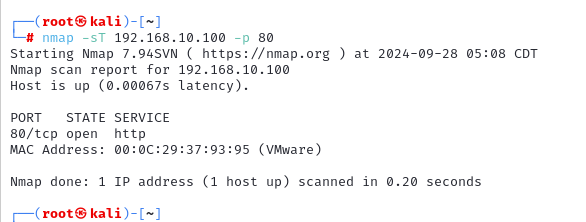 ┌──(root㉿kali)-[~]
└─# nmap -sT 192.168.10.100 -p 80
Starting Nmap 7.94SVN ( https://nmap.org ) at 2024-09-28 05:08 CDT
Nmap scan report for 192.168.10.100
Host is up (0.00067s latency).

PORT   STATE SERVICE
80/tcp open  http
MAC Address: 00:0C:29:37:93:95 (VMware)

Nmap done: 1 IP address (1 host up) scanned in 0.20 seconds

┌──(root㉿kali)-[~]